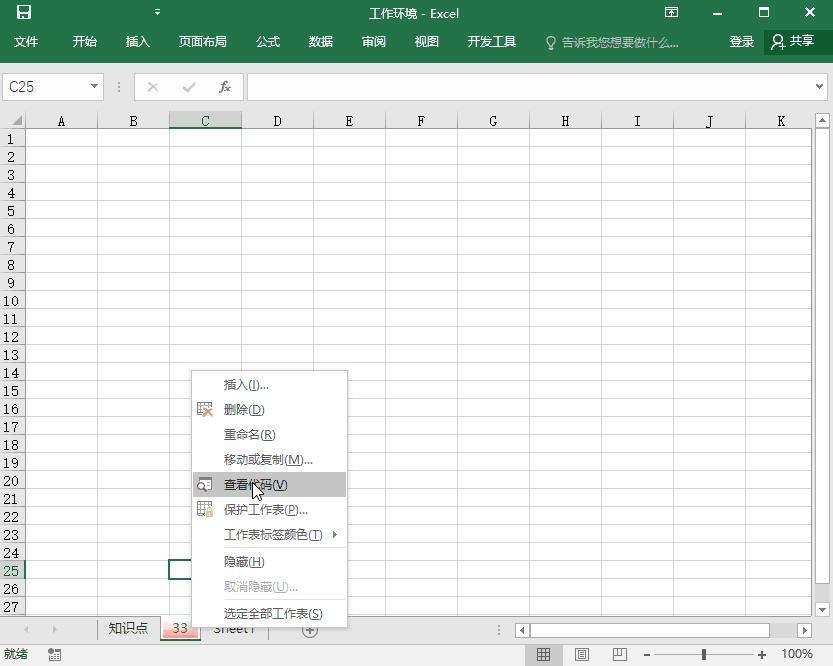 工作环境 - Excel
文件 开始 插入 页面布局 公式 数据 审阅 视图 开发工具 告诉我您想要做什么... 登录 共享
C25 fx
A B C D E F G H I J K
1
2
3
4
5
6
7
8
9
10
11
12
13
14
15
16
17
18
19
20
21
22
23
24
25
26
27
插入(I)...
删除(D)
重命名(R)
移动或复制(M)...
查看代码(V)
保护工作表(P)...
工作表标签颜色(T)
隐藏(H)
取消隐藏(U)...
选定全部工作表(S)
知识点 33 Sheet1
就绪 100%